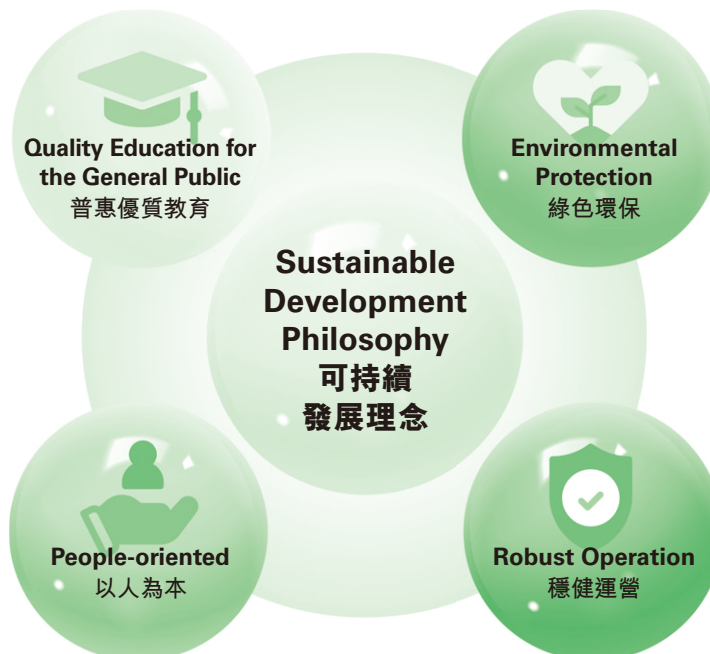 Quality Education for
the General Public
普惠優質教育
Environmental
Protection
綠色環保
Sustainable
Development
Philosophy
可持續
發展理念
People-oriented
以人為本
Robust Operation
穩健運營